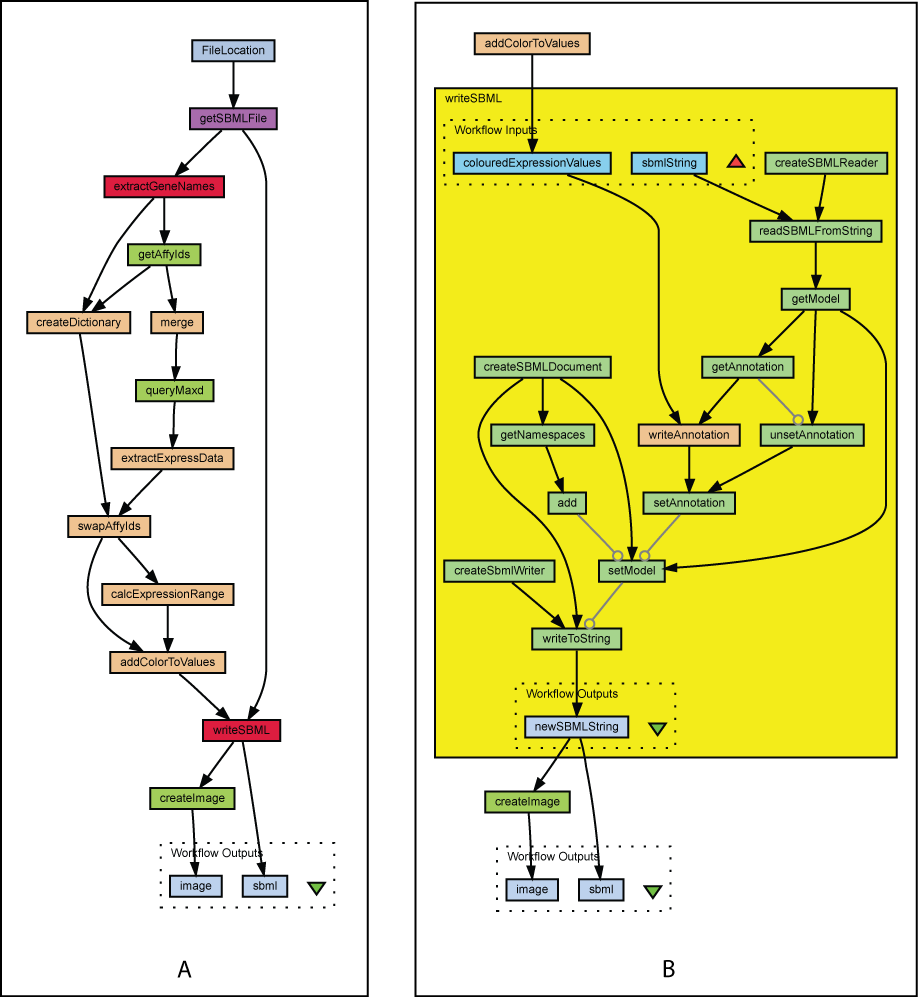 FileLocation
getSBMLFile
extractGeneNames
getAffyIds
createDictionary
merge
queryMaxd
extractExpressData
swapAffyIds
calcExpressionRange
addColorToValues
writeSBML
createImage
Workflow Outputs
image
sbml
A
addColorToValues
writeSBML
Workflow Inputs
colouredExpressionValues
sbmlString
createSBMLReader
readSBMLFromString
getModel
createSBMLDocument
getAnnotation
getNamespaces
writeAnnotation
unsetAnnotation
add
setAnnotation
createSbmlWriter
setModel
writeToString
Workflow Outputs
newSBMLString
createImage
Workflow Outputs
image
sbml
B